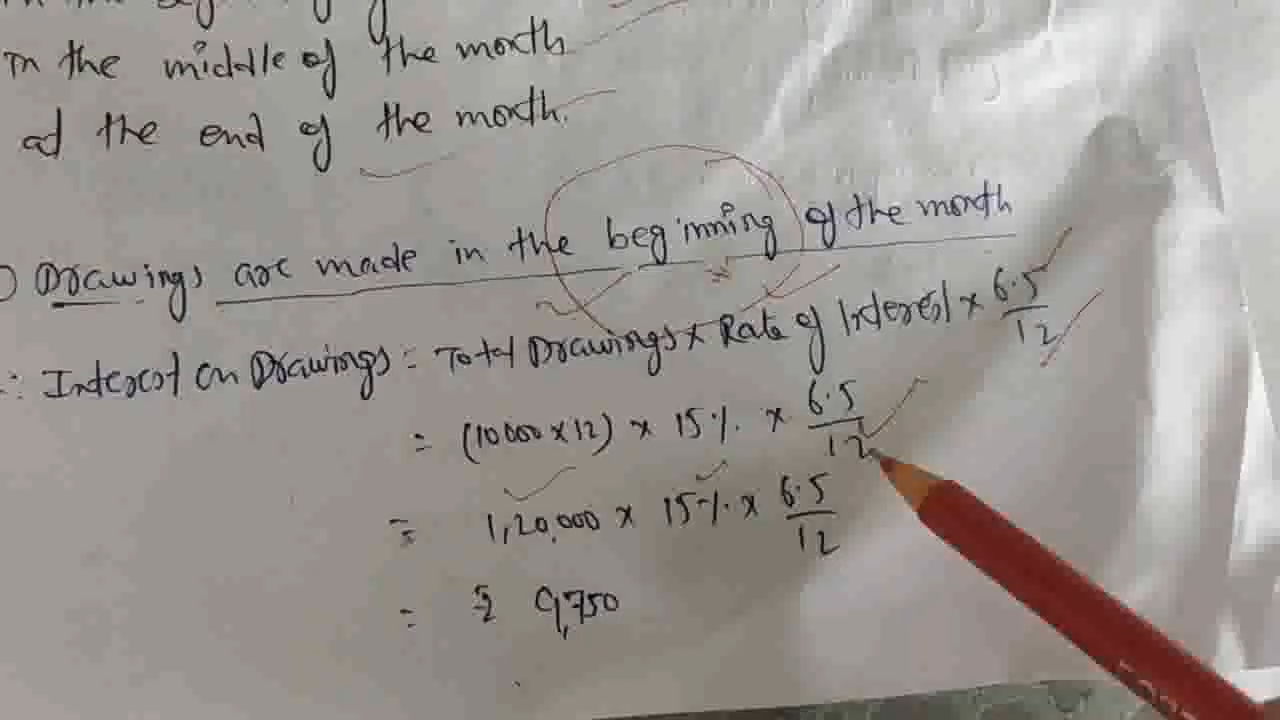 in the middle of the month
at the end of the month.
) Drawings are made in the beginning of the month
∴ Interest on Drawings = Total Drawings × Rate of Interest × 6.5/12
= (10000 × 12) × 15% × 6.5/12
= 1,20,000 × 15% × 6.5/12
= ₹ 9,750